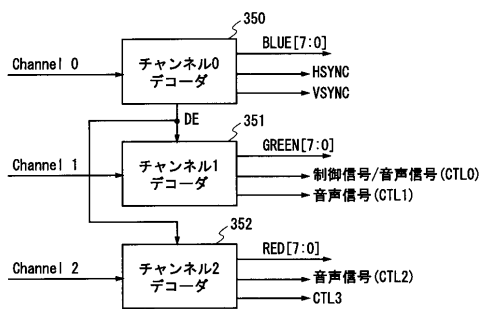 350
BLUE[7:0]
Channel 0
チャンネル0
デコーダ
HSYNC
VSYNC
DE
351
GREEN[7:0]
Channel 1
チャンネル1
デコーダ
制御信号/音声信号(CTL0)
音声信号(CTL1)
352
RED[7:0]
Channel 2
チャンネル2
デコーダ
音声信号(CTL2)
CTL3